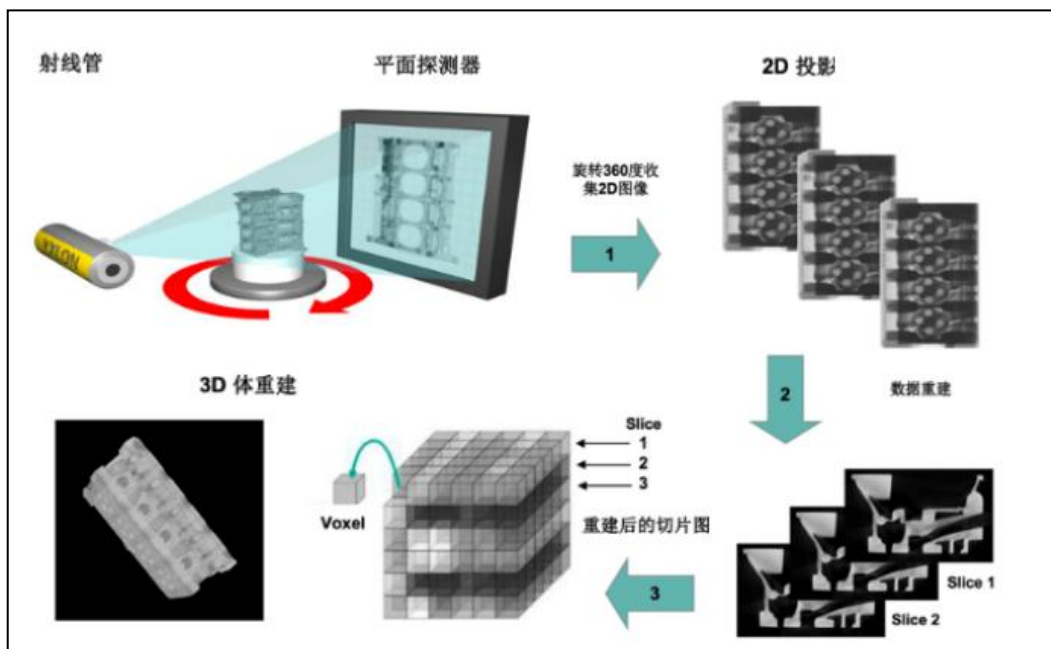 射线管
平面探测器
2D 投影
旋转360度收
集2D图像
1
2
数据重建
3D 体重建
Slice
1
2
3
Voxel
重建后的切片图
3
Slice 1
Slice 2